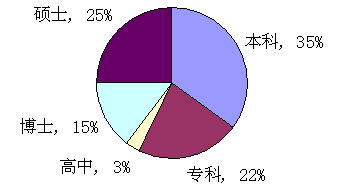 硕士, 25%
本科, 35%
博士, 15%
高中, 3%
专科, 22%